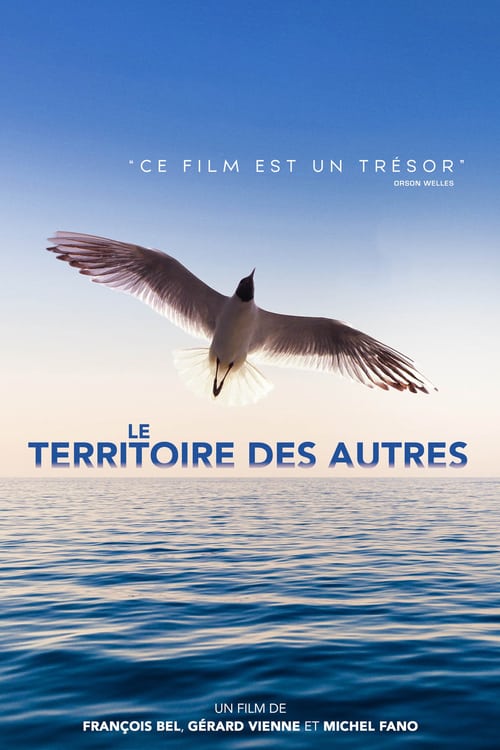 “CE FILM EST UN TRÉSOR”
ORSON WELLES
LE
TERRITOIRE DES AUTRES
UN FILM DE
FRANÇOIS BEL, GÉRARD VIENNE ET MICHEL FANO